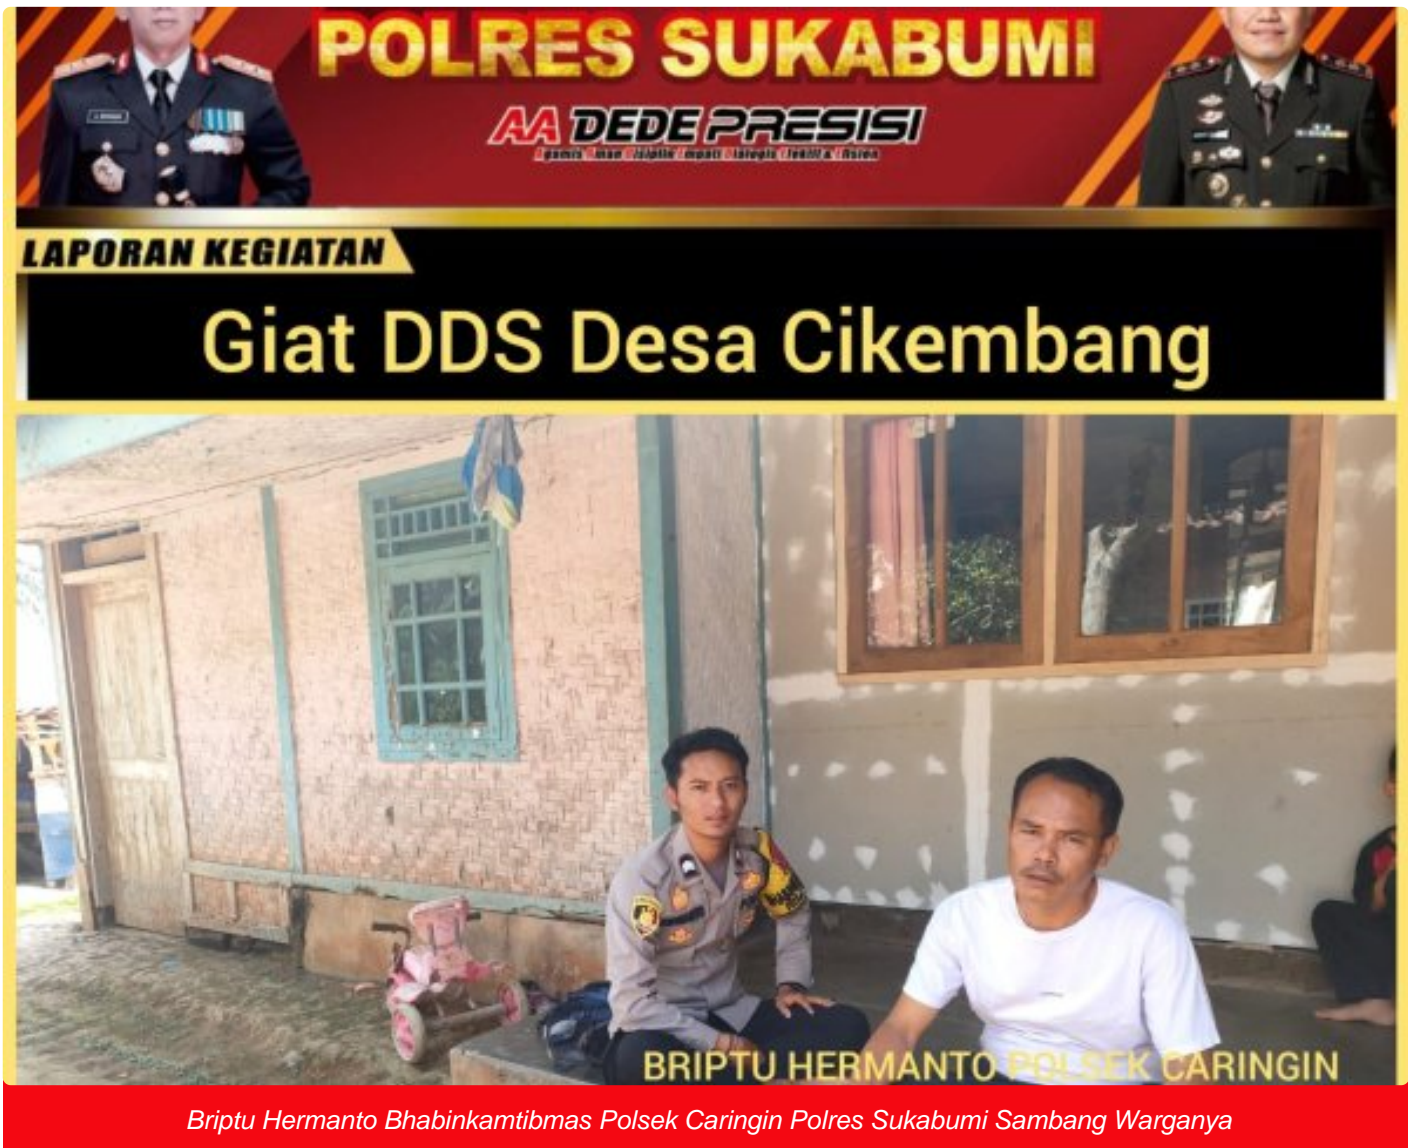 POLRES SUKABUMI
AA DEDE PRESISI
LAPORAN KEGIATAN
Giat DDS Desa Cikembang
BRIPTU HERMANTO POLSEK CARINGIN
Briptu Hermanto Bhabinkamtibmas Polsek Caringin Polres Sukabumi Sambang Warganya